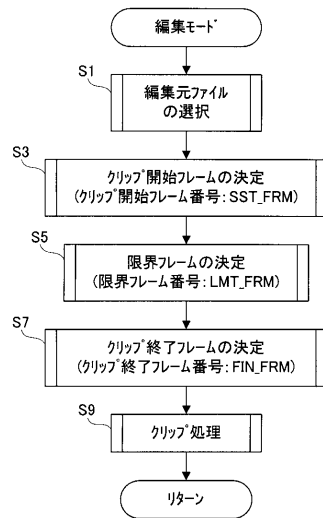 編集モード
S1
編集元ファイル
の選択
S3
クリップ開始フレームの決定
(クリップ開始フレーム番号:SST_FRM)
S5
限界フレームの決定
(限界フレーム番号:LMT_FRM)
S7
クリップ終了フレームの決定
(クリップ終了フレーム番号:FIN_FRM)
S9
クリップ処理
リターン